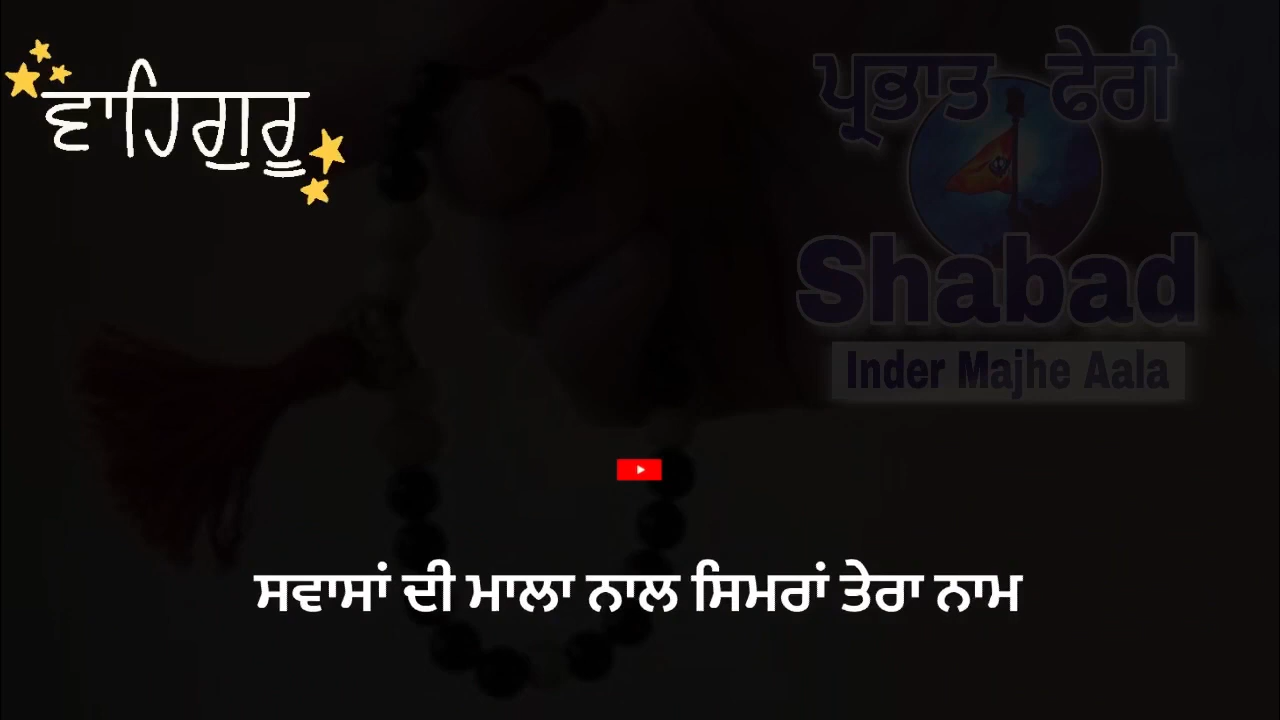 ਵਾਹਿਗੁਰੂ
ਪ੍ਰਭਾਤ ਫੇਰੀ
Shabad
Inder Majhe Aala
ਸਵਾਸਾਂ ਦੀ ਮਾਲਾ ਨਾਲ ਸਿਮਰਾਂ ਤੇਰਾ ਨਾਮ